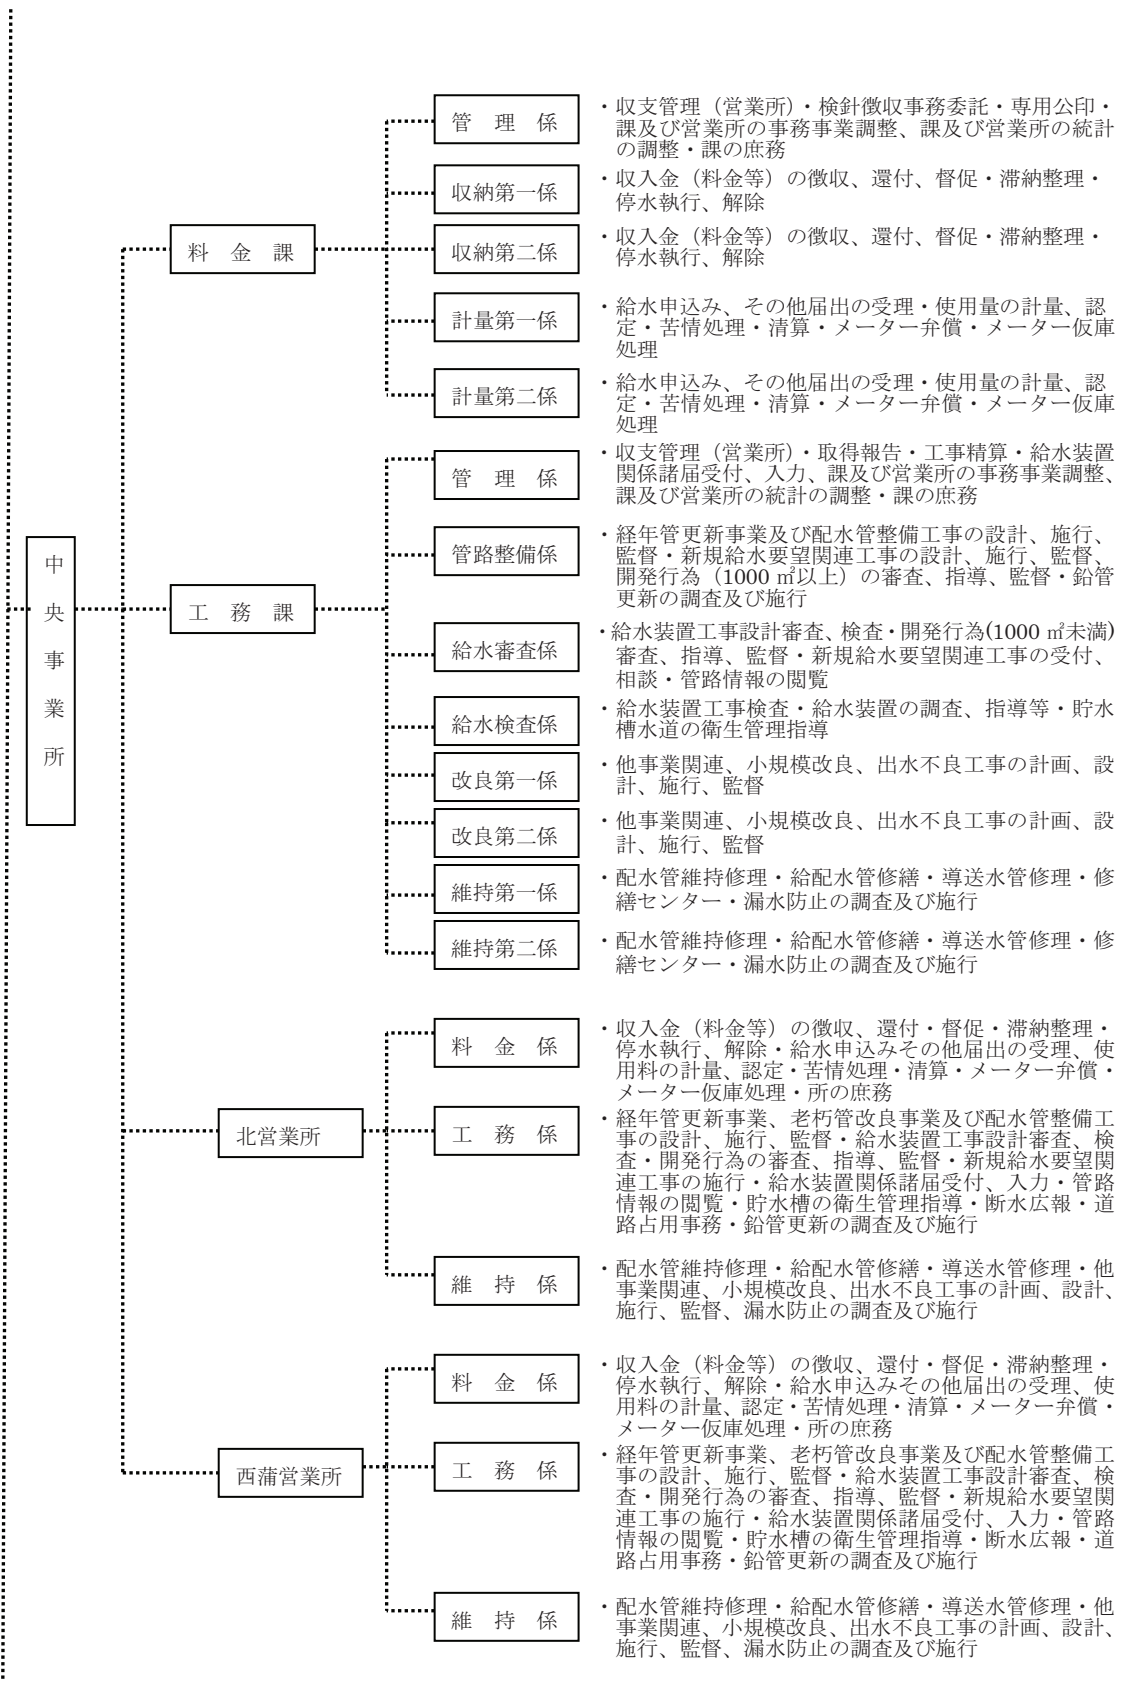 中央事業所
料金課
管理係
・収支管理（営業所）・検針徴収事務委託・専用公印・
課及び営業所の事務事業調整、課及び営業所の統計
の調整・課の庶務
収納第一係
・収入金（料金等）の徴収、還付、督促・滞納整理・
停水執行、解除
収納第二係
・収入金（料金等）の徴収、還付、督促・滞納整理・
停水執行、解除
計量第一係
・給水申込み、その他届出の受理・使用量の計量、認
定・苦情処理・清算・メーター弁償・メーター仮庫
処理
計量第二係
・給水申込み、その他届出の受理・使用量の計量、認
定・苦情処理・清算・メーター弁償・メーター仮庫
処理
工務課
管理係
・収支管理（営業所）・取得報告・工事精算・給水装置
関係諸届受付、入力、課及び営業所の事務事業調整、
課及び営業所の統計の調整・課の庶務
管路整備係
・経年管更新事業及び配水管整備工事の設計、施行、
監督・新規給水要望関連工事の設計、施行、監督、
開発行為（1000 ㎡以上）の審査、指導、監督・鉛管
更新の調査及び施行
給水審査係
・給水装置工事設計審査、検査・開発行為(1000 ㎡未満)
審査、指導、監督・新規給水要望関連工事の受付、
相談・管路情報の閲覧
給水検査係
・給水装置工事検査・給水装置の調査、指導等・貯水
槽水道の衛生管理指導
改良第一係
・他事業関連、小規模改良、出水不良工事の計画、設
計、施行、監督
改良第二係
・他事業関連、小規模改良、出水不良工事の計画、設
計、施行、監督
維持第一係
・配水管維持修理・給配水管修繕・導送水管修理・修
繕センター・漏水防止の調査及び施行
維持第二係
・配水管維持修理・給配水管修繕・導送水管修理・修
繕センター・漏水防止の調査及び施行
北営業所
料金係
・収入金（料金等）の徴収、還付・督促・滞納整理・
停水執行、解除・給水申込みその他届出の受理、使
用料の計量、認定・苦情処理・清算・メーター弁償・
メーター仮庫処理・所の庶務
工務係
・経年管更新事業、老朽管改良事業及び配水管整備工
事の設計、施行、監督・給水装置工事設計審査、検
査・開発行為の審査、指導、監督・新規給水要望関
連工事の施行・給水装置関係諸届受付、入力・管路
情報の閲覧・貯水槽の衛生管理指導・断水広報・道
路占用事務・鉛管更新の調査及び施行
維持係
・配水管維持修理・給配水管修繕・導送水管修理・他
事業関連、小規模改良、出水不良工事の計画、設計、
施行、監督、漏水防止の調査及び施行
西蒲営業所
料金係
・収入金（料金等）の徴収、還付・督促・滞納整理・
停水執行、解除・給水申込みその他届出の受理、使
用料の計量、認定・苦情処理・清算・メーター弁償・
メーター仮庫処理・所の庶務
工務係
・経年管更新事業、老朽管改良事業及び配水管整備工
事の設計、施行、監督・給水装置工事設計審査、検
査・開発行為の審査、指導、監督・新規給水要望関
連工事の施行・給水装置関係諸届受付、入力・管路
情報の閲覧・貯水槽の衛生管理指導・断水広報・道
路占用事務・鉛管更新の調査及び施行
維持係
・配水管維持修理・給配水管修繕・導送水管修理・他
事業関連、小規模改良、出水不良工事の計画、設計、
施行、監督、漏水防止の調査及び施行